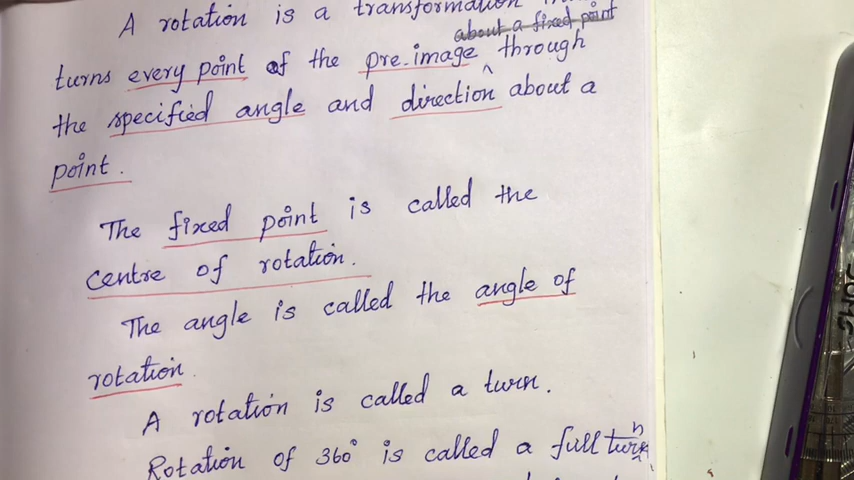 A rotation is a transformation
about a fixed point
turns every point of the pre-image ^ through
the specified angle and direction about a
point.
The fixed point is called the
centre of rotation.
The angle is called the angle of
rotation
A rotation is called a turn.
Rotation of 360° is called a full turn